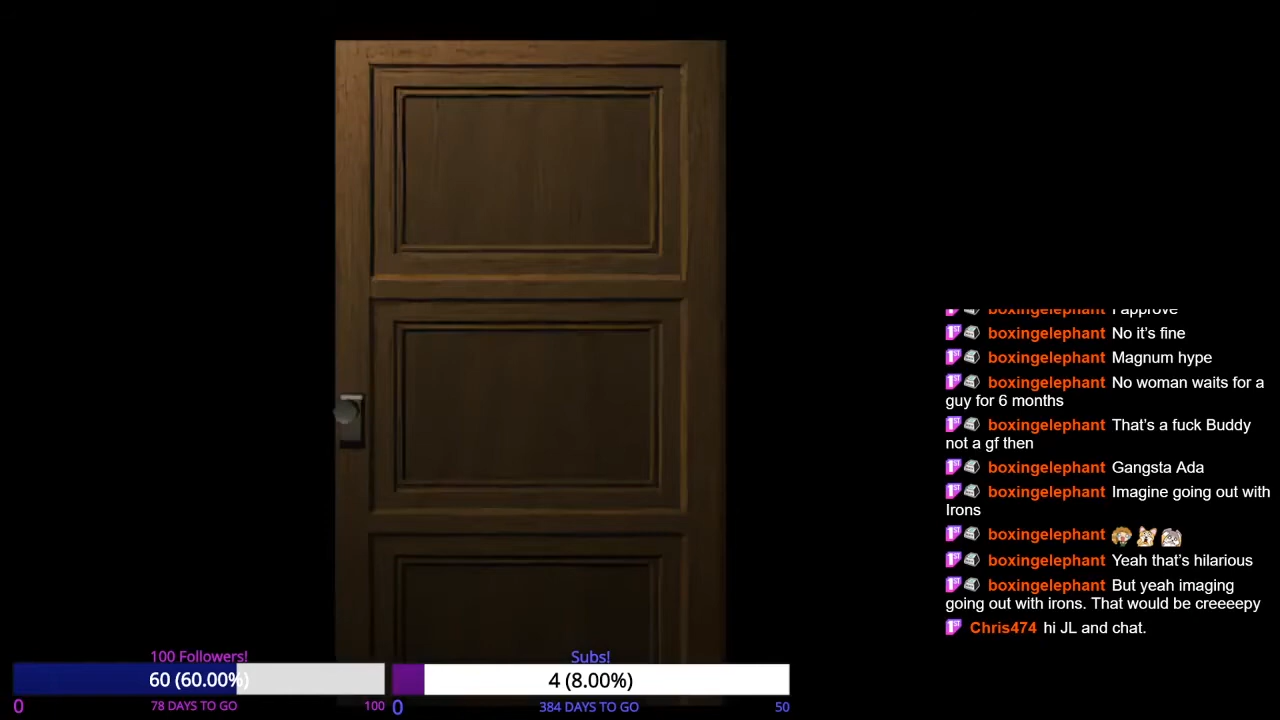 boxingelephant I approve
boxingelephant No it's fine
boxingelephant Magnum hype
boxingelephant No woman waits for a
guy for 6 months
boxingelephant That's a fuck Buddy
not a gf then
boxingelephant Gangsta Ada
boxingelephant Imagine going out with
Irons
boxingelephant
boxingelephant Yeah that's hilarious
boxingelephant But yeah imaging
going out with irons. That would be creeeepy
Chris474 hi JL and chat.
100 Followers!
60 (60.00%)
0 78 DAYS TO GO 100
Subs!
4 (8.00%)
0 384 DAYS TO GO 50